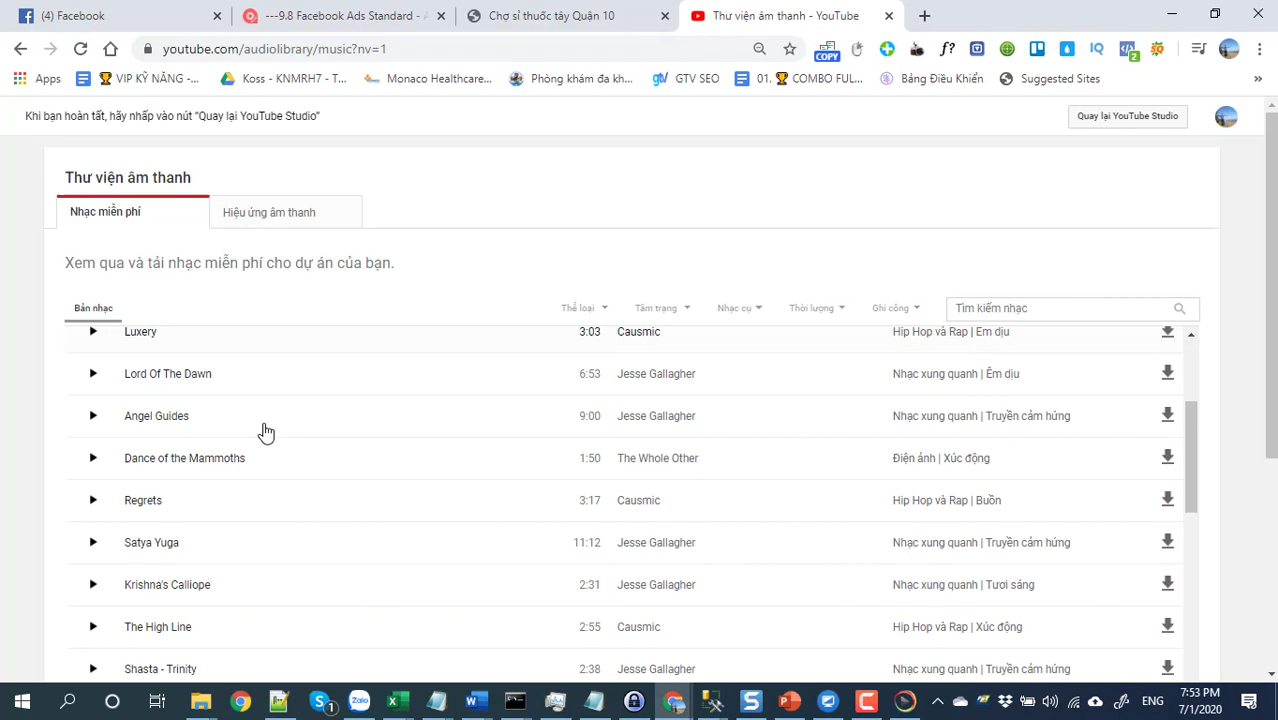 (4) Facebook
---9.8 Facebook Ads Standard - A
Chợ sỉ thuốc tây Quận 10
Thư viện âm thanh - YouTube
youtube.com/audiolibrary/music?nv=1
COPY
f?
IQ
2
Apps
VIP KỸ NĂNG -...
Koss - KNMRH7 - T...
Monaco Healthcare...
Phòng khám đa kh...
GTV SEO
01. 🏆 COMBO FUL...
Bảng Điều Khiển
Suggested Sites
»
Khi bạn hoàn tất, hãy nhấp vào nút “Quay lại YouTube Studio”
Quay lại YouTube Studio
Thư viện âm thanh
Nhạc miễn phí
Hiệu ứng âm thanh
Xem qua và tải nhạc miễn phí cho dự án của bạn.
Bản nhạc
Thể loại
Tâm trạng
Nhạc cụ
Thời lượng
Ghi công
Tìm kiếm nhạc
Luxery 3:03 Causmic Hip Hop và Rap | Êm dịu
Lord Of The Dawn 6:53 Jesse Gallagher Nhạc xung quanh | Êm dịu
Angel Guides 9:00 Jesse Gallagher Nhạc xung quanh | Truyền cảm hứng
Dance of the Mammoths 1:50 The Whole Other Điện ảnh | Xúc động
Regrets 3:17 Causmic Hip Hop và Rap | Buồn
Satya Yuga 11:12 Jesse Gallagher Nhạc xung quanh | Truyền cảm hứng
Krishna's Calliope 2:31 Jesse Gallagher Nhạc xung quanh | Tươi sáng
The High Line 2:55 Causmic Hip Hop và Rap | Xúc động
Shasta - Trinity 2:38 Jesse Gallagher Nhạc xung quanh | Truyền cảm hứng
1
Zalo
ENG
7:53 PM
7/1/2020